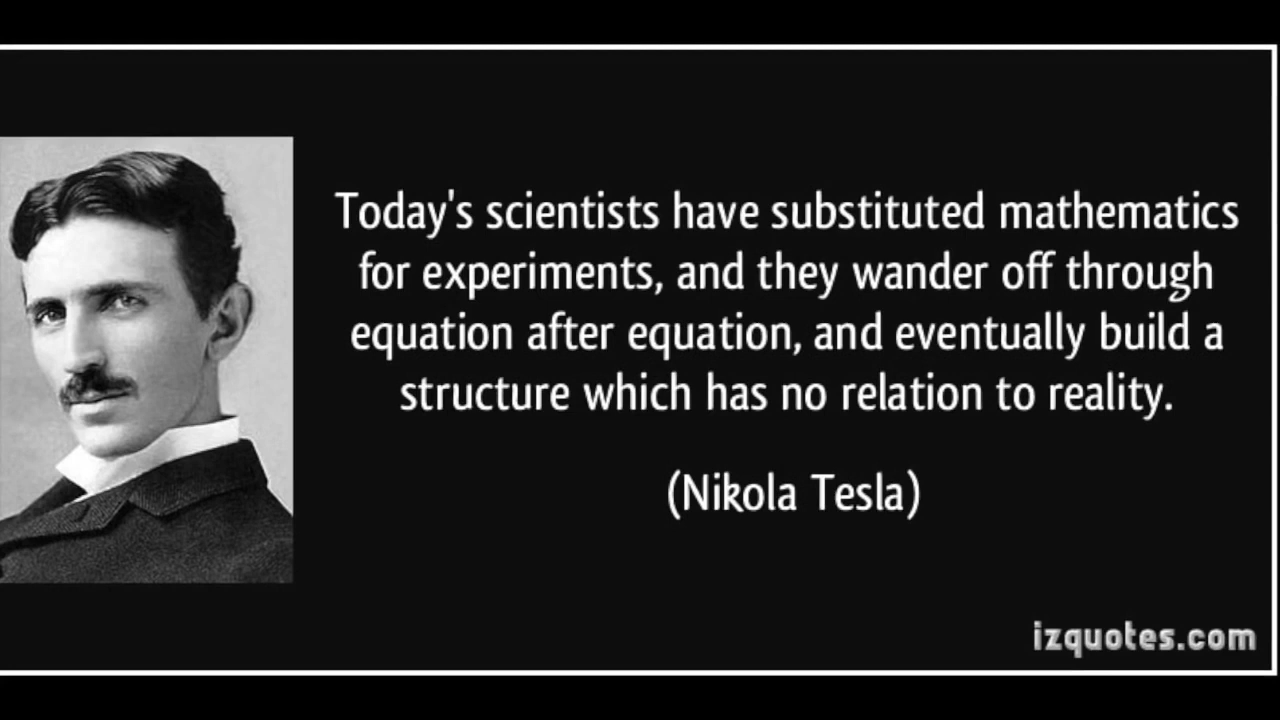 Today's scientists have substituted mathematics
for experiments, and they wander off through
equation after equation, and eventually build a
structure which has no relation to reality.
(Nikola Tesla)
izquotes.com